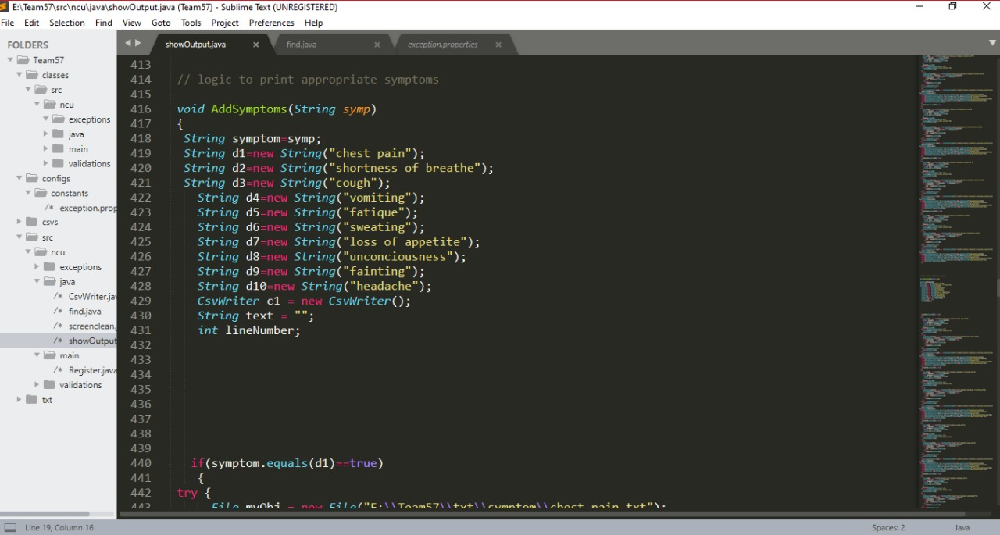 E:\Team57\src\ncu\java\showOutput.java (Team57) - Sublime Text (UNREGISTERED)
File Edit Selection Find View Goto Tools Project Preferences Help
FOLDERS
Team57
classes
src
ncu
exceptions
java
main
validations
configs
constants
/* exception.prop
csvs
src
ncu
exceptions
java
/* CsvWriter.jav
/* find.java
/* screenclean.
/* showOutput
main
/* Register.java
validations
txt
showOutput.java find.java exception.properties
413
414 // logic to print appropriate symptoms
415
416 void AddSymptoms(String symp)
417 {
418 String symptom=symp;
419 String d1=new String("chest pain");
420 String d2=new String("shortness of breathe");
421 String d3=new String("cough");
422 String d4=new String("vomiting");
423 String d5=new String("fatique");
424 String d6=new String("sweating");
425 String d7=new String("loss of appetite");
426 String d8=new String("unconciousness");
427 String d9=new String("fainting");
428 String d10=new String("headache");
429 CsvWriter c1 = new CsvWriter();
430 String text = "";
431 int lineNumber;
432
433
434
435
436
437
438
439
440 if(symptom.equals(d1)==true)
441 {
442 try {
443 File myObj = new File("E:\\Team57\\txt\\symptom\\chest pain.txt");
Line 19, Column 16 Spaces: 2 Java